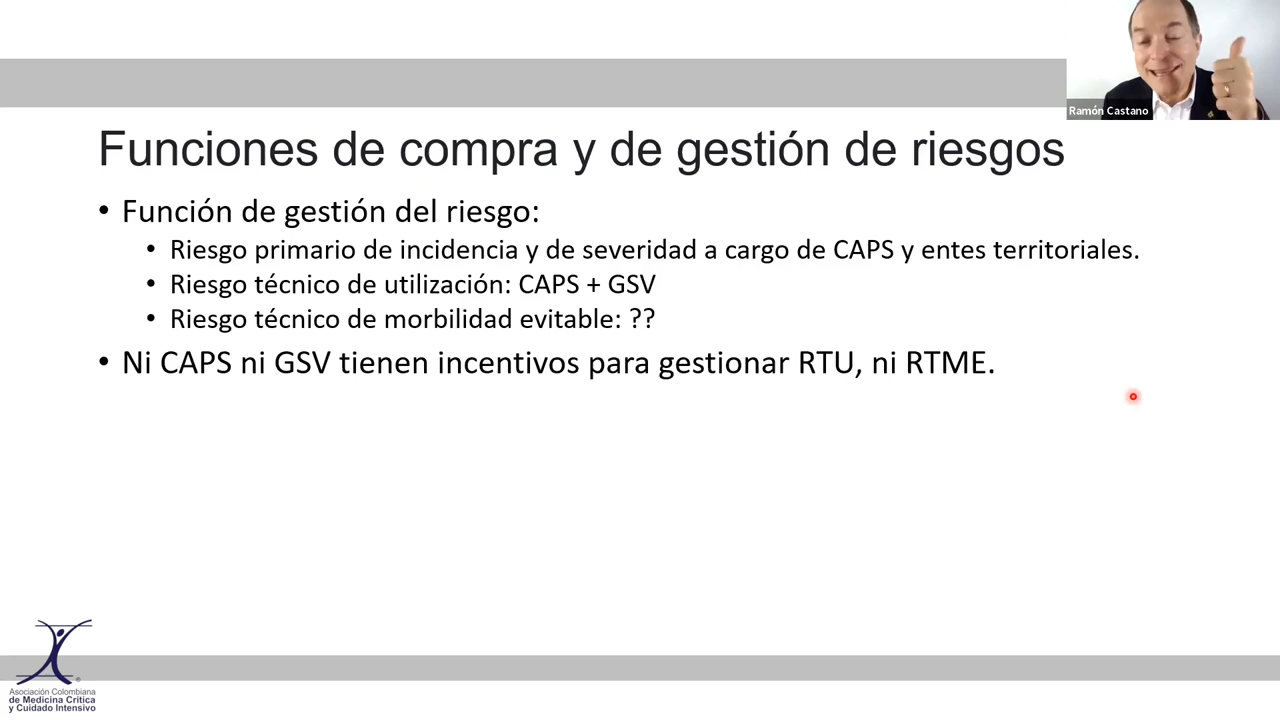 Ramón Castano
Funciones de compra y de gestión de riesgos
• Función de gestión del riesgo:
• Riesgo primario de incidencia y de severidad a cargo de CAPS y entes territoriales.
• Riesgo técnico de utilización: CAPS + GSV
• Riesgo técnico de morbilidad evitable: ??
• Ni CAPS ni GSV tienen incentivos para gestionar RTU, ni RTME.
Asociación Colombiana
de Medicina Crítica
y Cuidado Intensivo